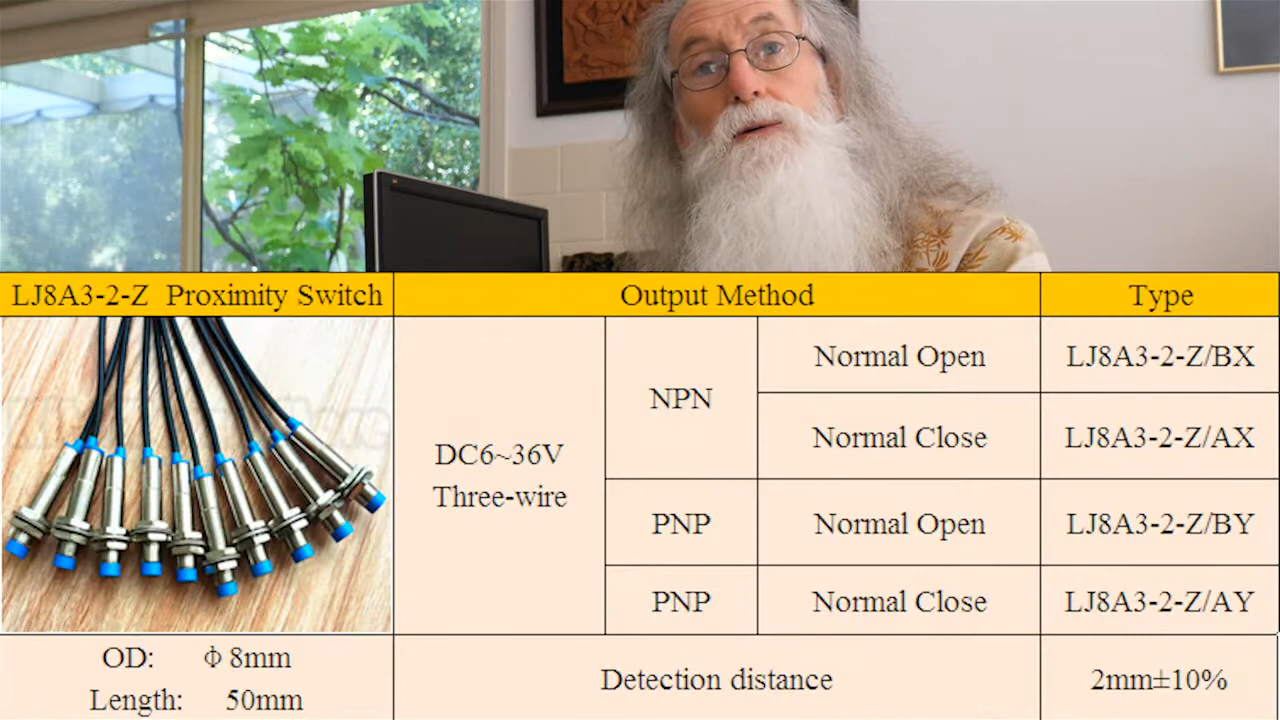 LJ8A3-2-Z Proximity Switch
Output Method
Type
DC6~36V
Three-wire
NPN
Normal Open
LJ8A3-2-Z/BX
Normal Close
LJ8A3-2-Z/AX
PNP
Normal Open
LJ8A3-2-Z/BY
PNP
Normal Close
LJ8A3-2-Z/AY
OD: Φ 8mm
Length: 50mm
Detection distance
2mm±10%